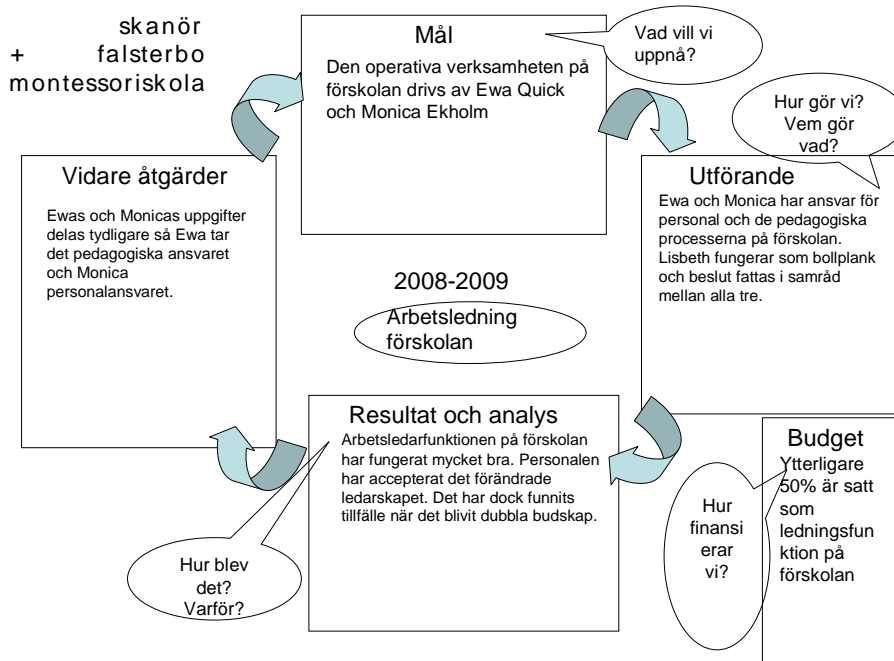 skanör
+ falsterbo
montessoriskola
Mål
Den operativa verksamheten på
förskolan drivs av Ewa Quick
och Monica Ekholm
Vad vill vi
uppnå?
Hur gör vi?
Vem gör
vad?
Utförande
Ewa och Monica har ansvar för
personal och de pedagogiska
processerna på förskolan.
Lisbeth fungerar som bollplank
och beslut fattas i samråd
mellan alla tre.
Vidare åtgärder
Ewas och Monicas uppgifter
delas tydligare så Ewa tar
det pedagogiska ansvaret
och Monica
personalansvaret.
2008-2009
Arbetsledning
förskolan
Resultat och analys
Arbetsledarfunktionen på förskolan
har fungerat mycket bra. Personalen
har accepterat det förändrade
ledarskapet. Det har dock funnits
tillfälle när det blivit dubbla budskap.
Hur blev
det?
Varför?
Budget
Ytterligare
50% är satt
som
ledningsfun
ktion på
förskolan
Hur
finansi
erar
vi?